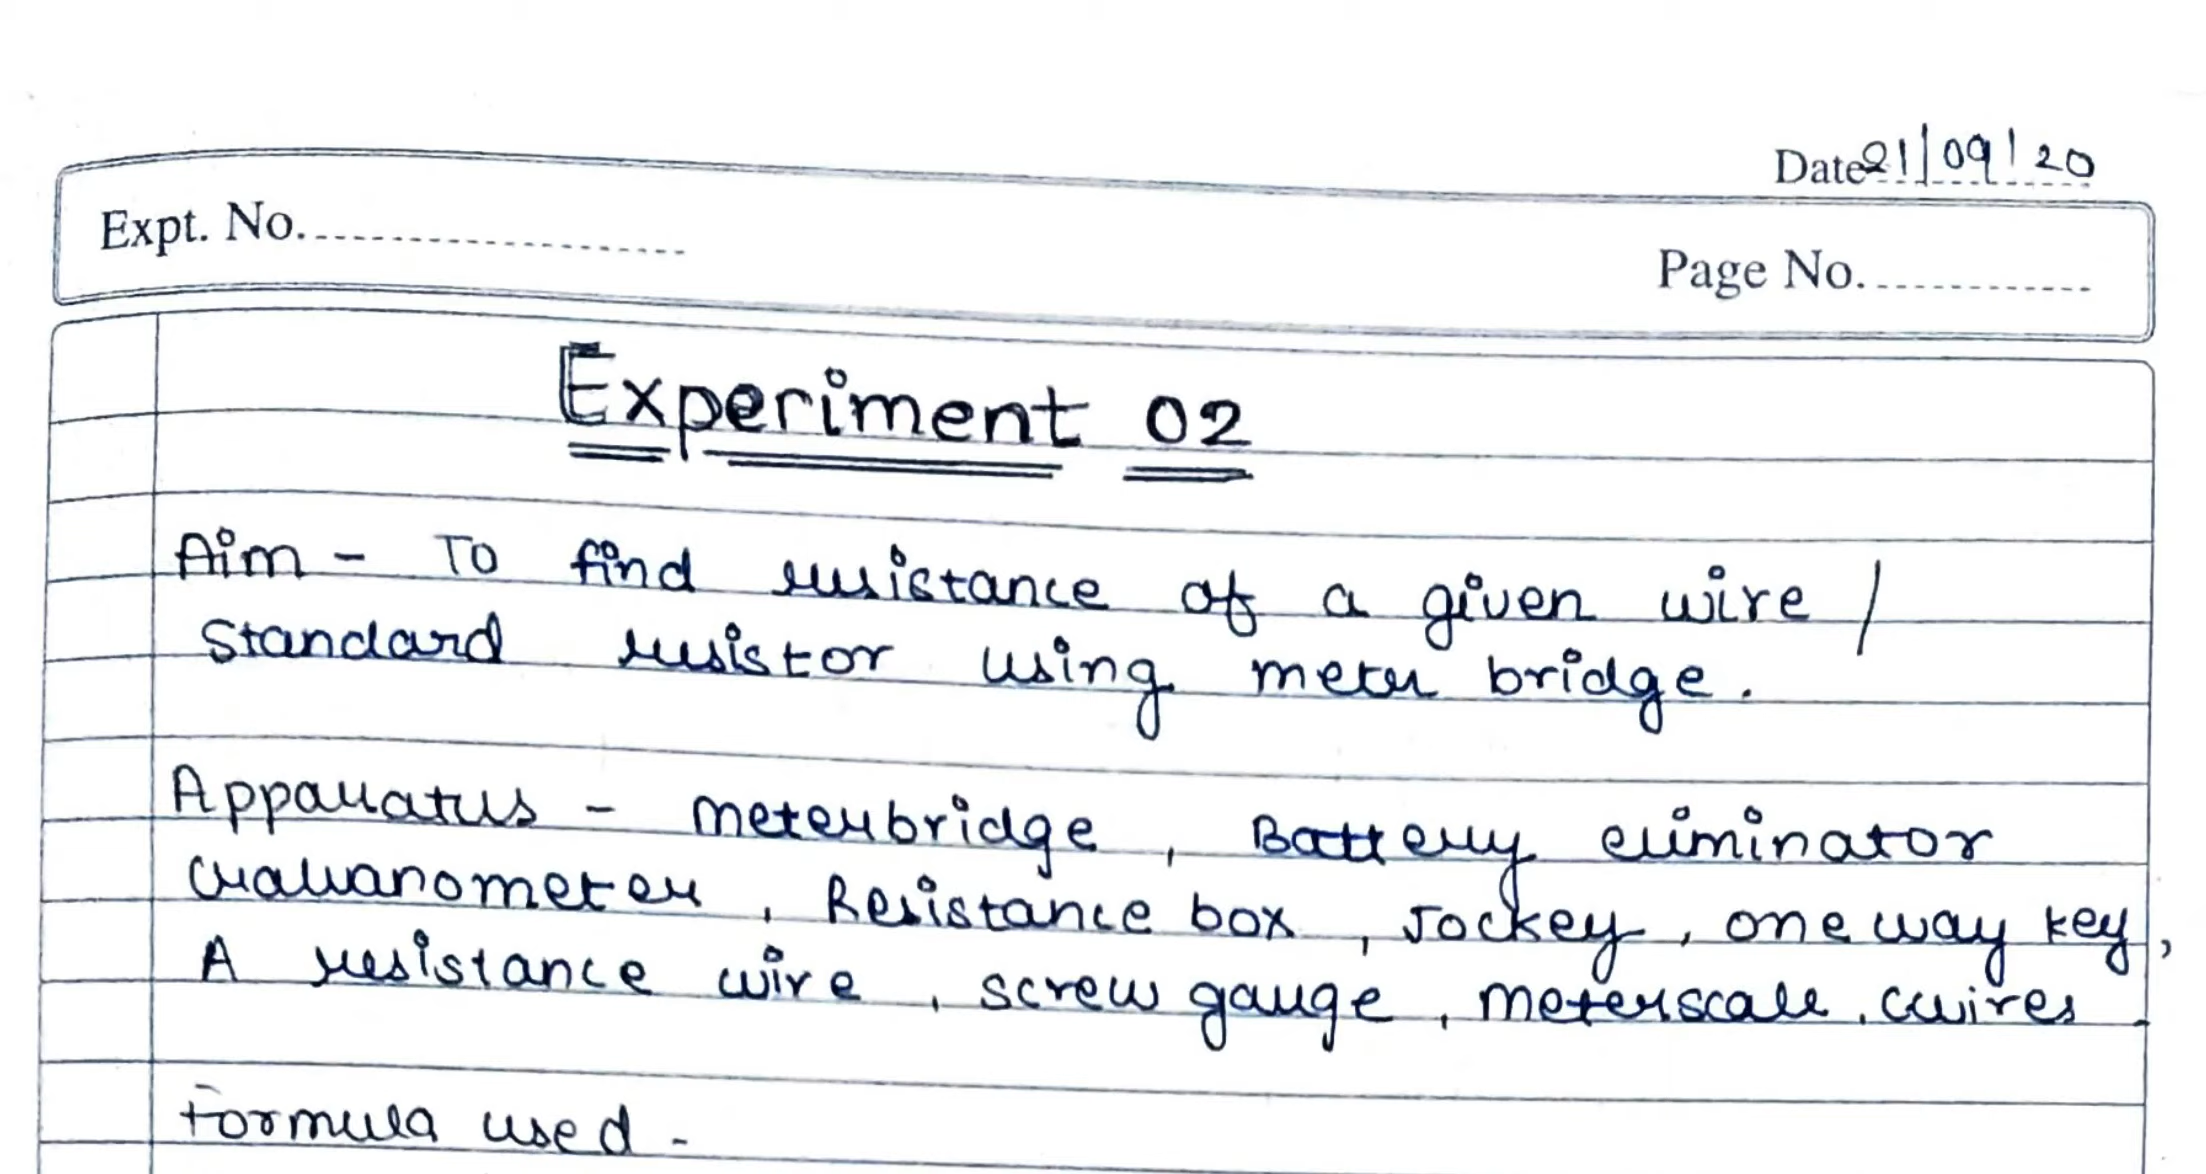 Date 21/09/20
Expt. No.
Page No.
Experiment 02
Aim - To find resistance of a given wire /
Standard resistor using meter bridge.
Apparatus - Meterbridge, Battery eliminator
Galvanometer, Resistance box, Jockey, one way key,
A resistance wire, screw gauge, meterscale, cwires.
Formula used -